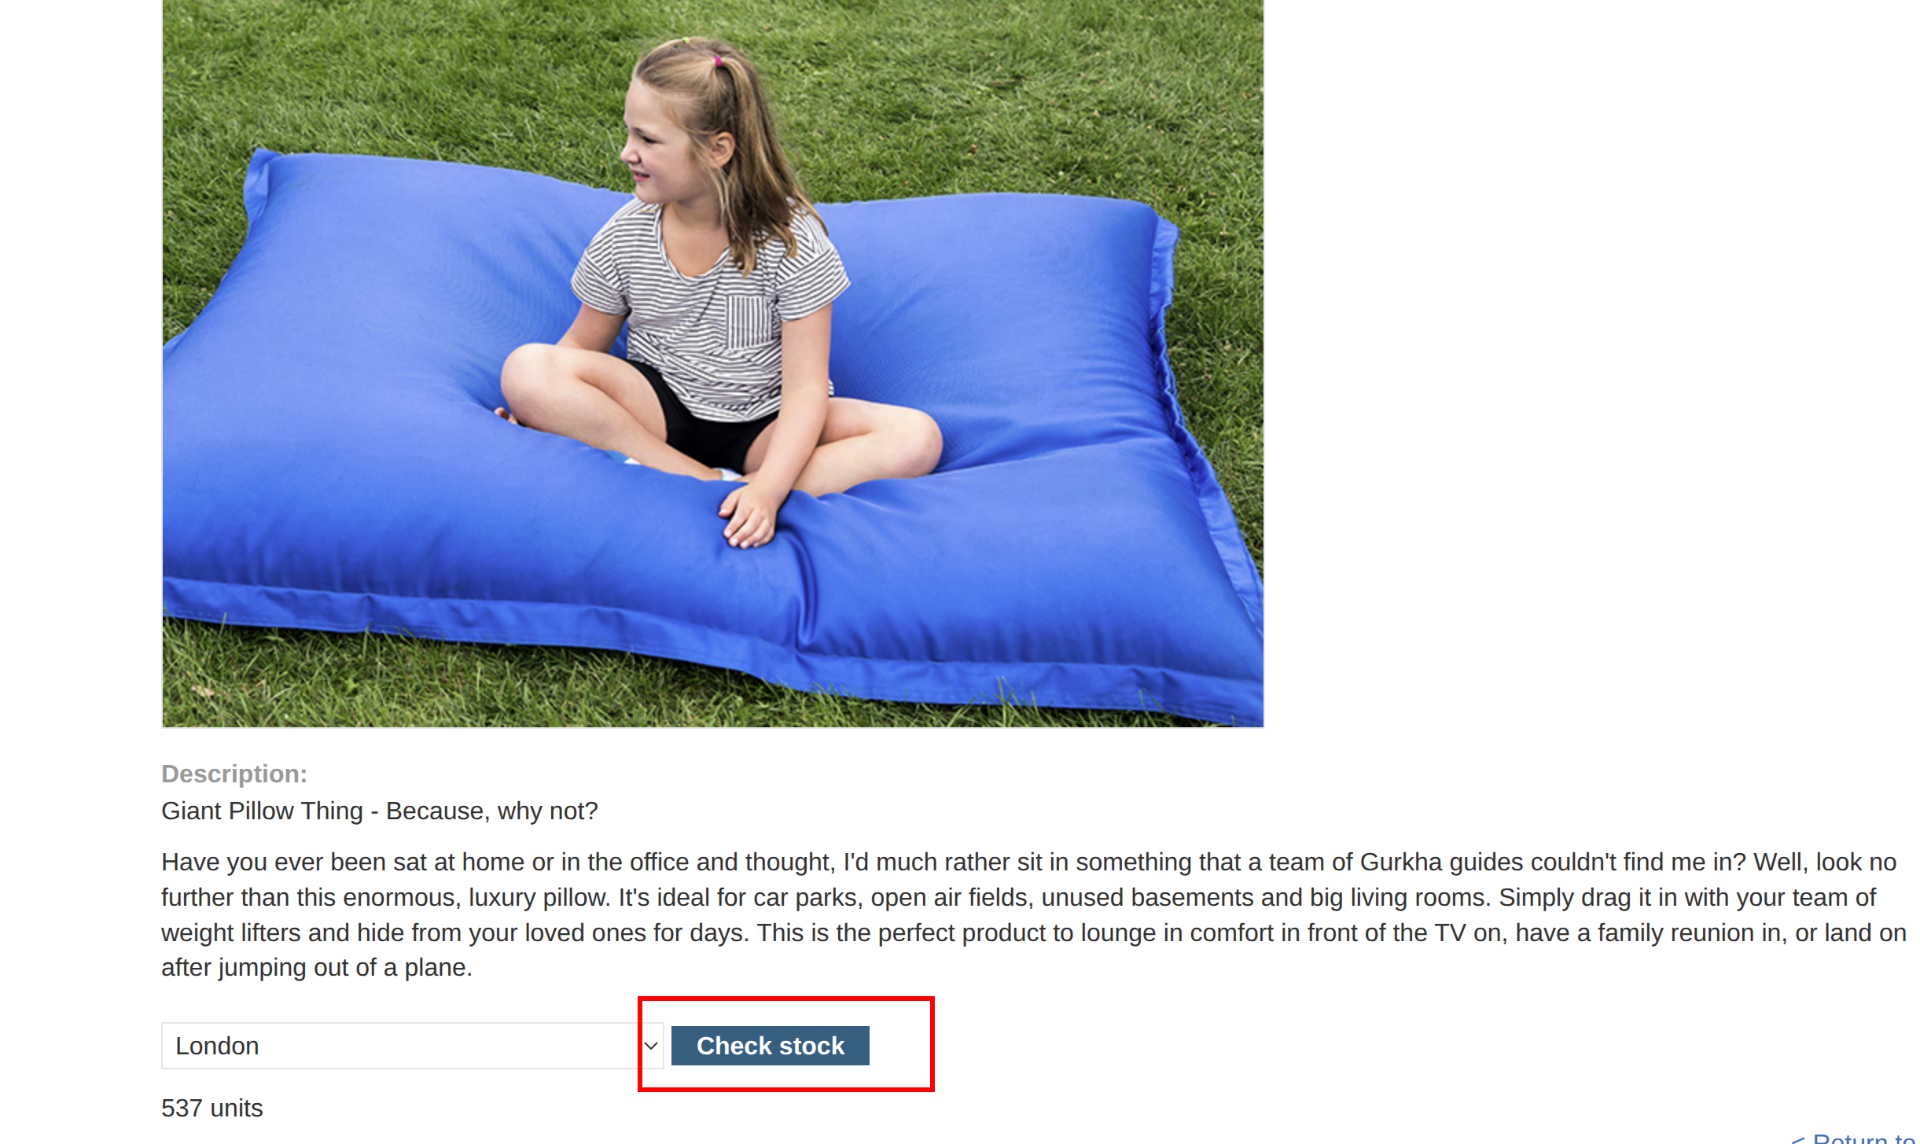 Description:
Giant Pillow Thing - Because, why not?
Have you ever been sat at home or in the office and thought, I'd much rather sit in something that a team of Gurkha guides couldn't find me in? Well, look no
further than this enormous, luxury pillow. It's ideal for car parks, open air fields, unused basements and big living rooms. Simply drag it in with your team of
weight lifters and hide from your loved ones for days. This is the perfect product to lounge in comfort in front of the TV on, have a family reunion in, or land on
after jumping out of a plane.
London
Check stock
537 units
< Return to